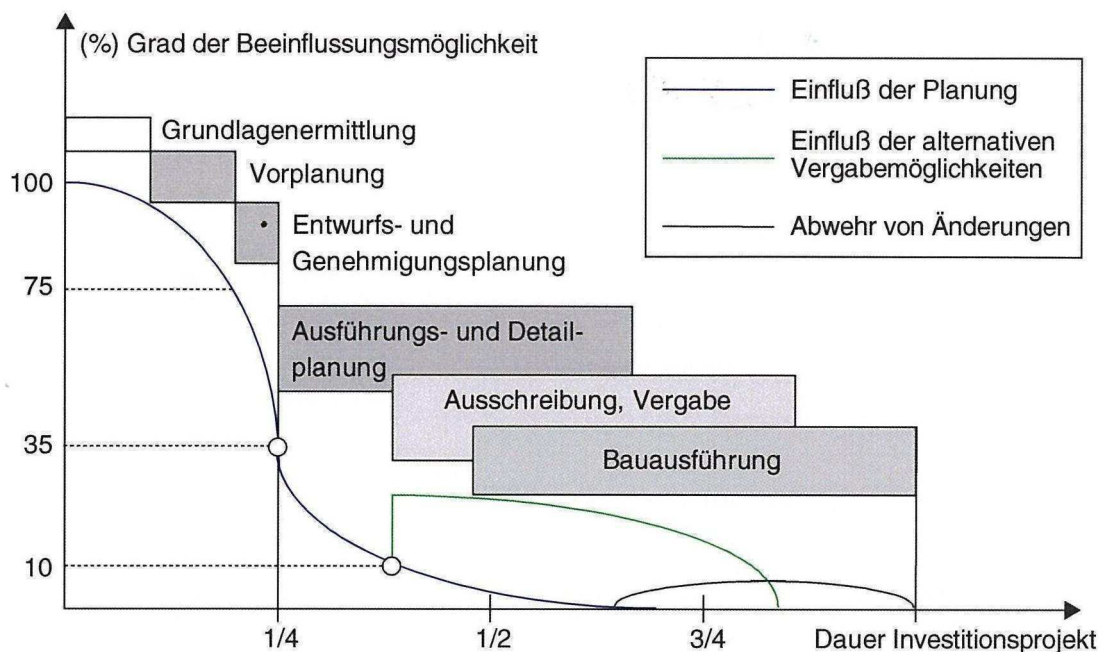 (%) Grad der Beeinflussungsmöglichkeit
Einfluß der Planung
Einfluß der alternativen
Vergabemöglichkeiten
Abwehr von Änderungen
Grundlagenermittlung
Vorplanung
Entwurfs- und
Genehmigungsplanung
Ausführungs- und Detail-
planung
Ausschreibung, Vergabe
Bauausführung
100
75
35
10
1/4
1/2
3/4
Dauer Investitionsprojekt